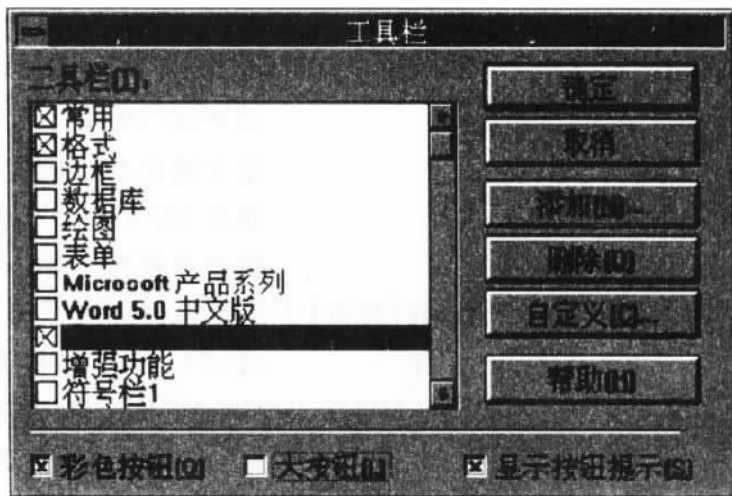 工具栏
工具栏(T):
常用
格式
边框
数据库
绘图
表单
Microsoft 产品系列
Word 5.0 中文版
增强功能
符号栏1
确定
取消
添加(N)...
删除(D)
自定义(C)...
帮助(H)
彩色按钮(O)
大按钮(L)
显示按钮提示(S)